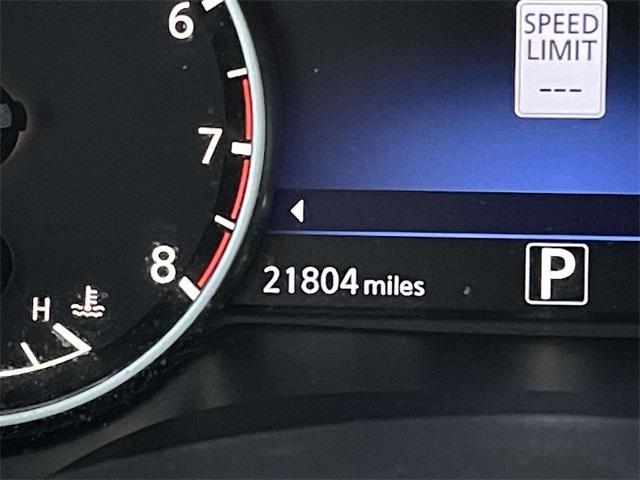 6
SPEED
LIMIT
---
7
8
21804 miles
P
H